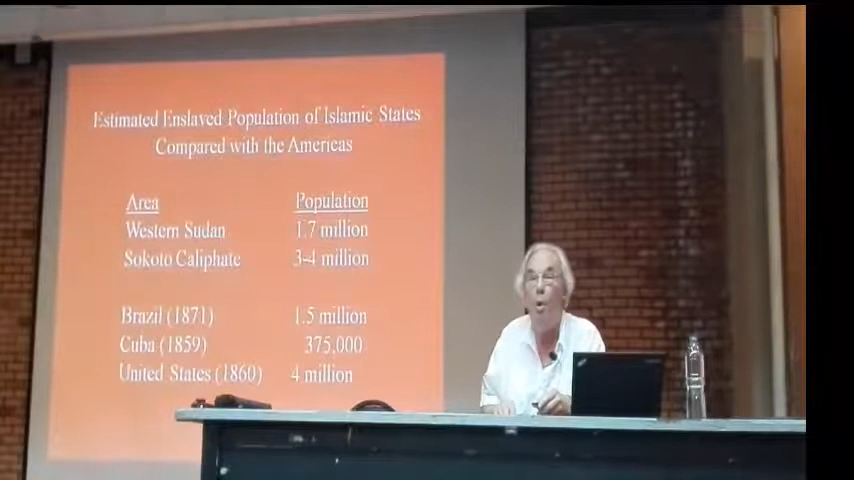 Estimated Enslaved Population of Islamic States
Compared with the Americas
Area Population
Western Sudan 1.7 million
Sokoto Caliphate 3-4 million
Brazil (1871) 1.5 million
Cuba (1859) 375,000
United States (1860) 4 million